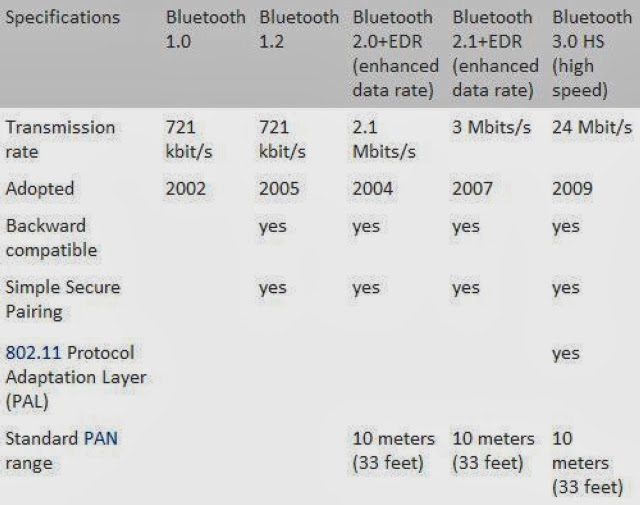 Specifications Bluetooth 1.0 Bluetooth 1.2 Bluetooth 2.0+EDR (enhanced data rate) Bluetooth 2.1+EDR (enhanced data rate) Bluetooth 3.0 HS (high speed)
Transmission rate 721 kbit/s 721 kbit/s 2.1 Mbits/s 3 Mbits/s 24 Mbit/s
Adopted 2002 2005 2004 2007 2009
Backward compatible yes yes yes yes
Simple Secure Pairing yes yes yes yes
802.11 Protocol Adaptation Layer (PAL) yes
Standard PAN range 10 meters (33 feet) 10 meters (33 feet) 10 meters (33 feet)